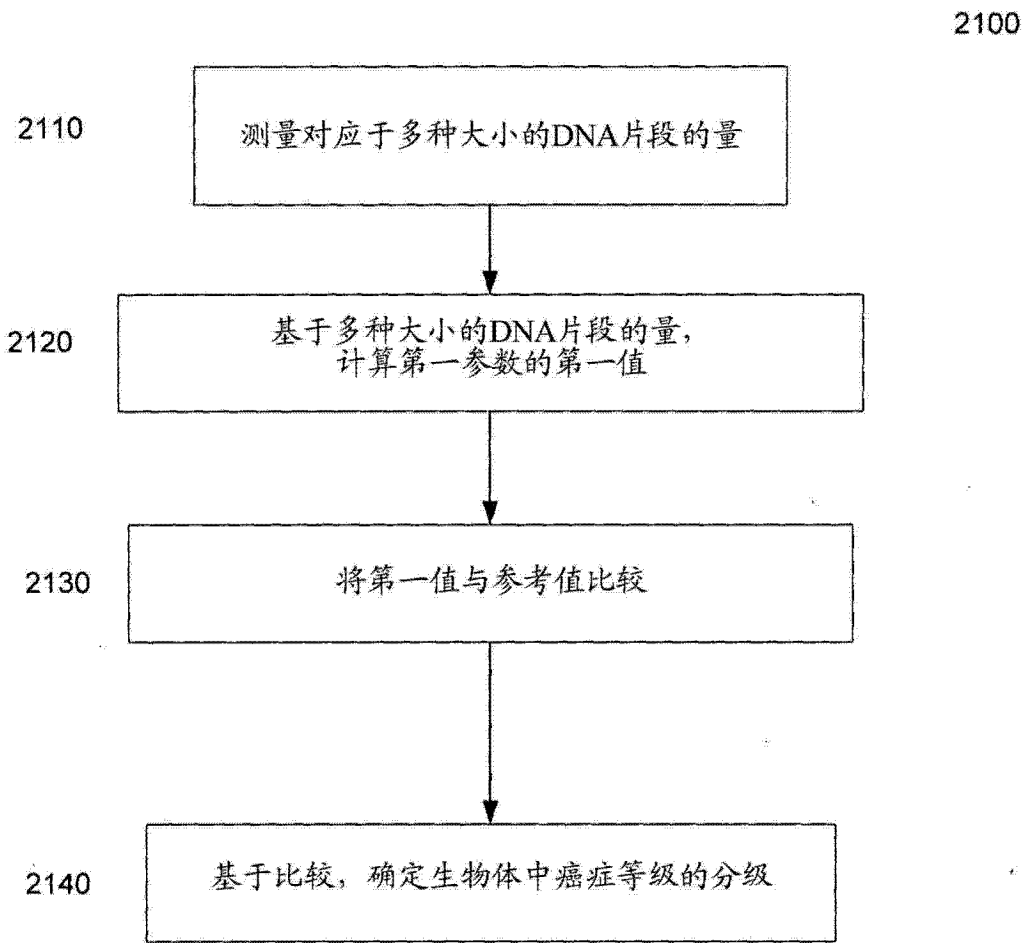 2100
2110
测量对应于多种大小的DNA片段的量
2120
基于多种大小的DNA片段的量，
计算第一参数的第一值
2130
将第一值与参考值比较
2140
基于比较，确定生物体中癌症等级的分级